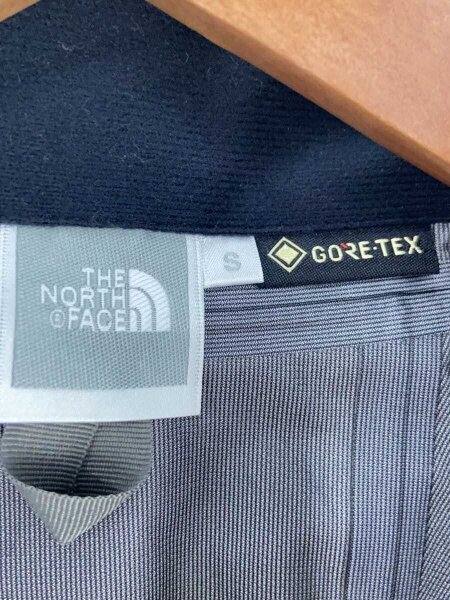 THE
NORTH
FACE
®
S
GORE-TEX